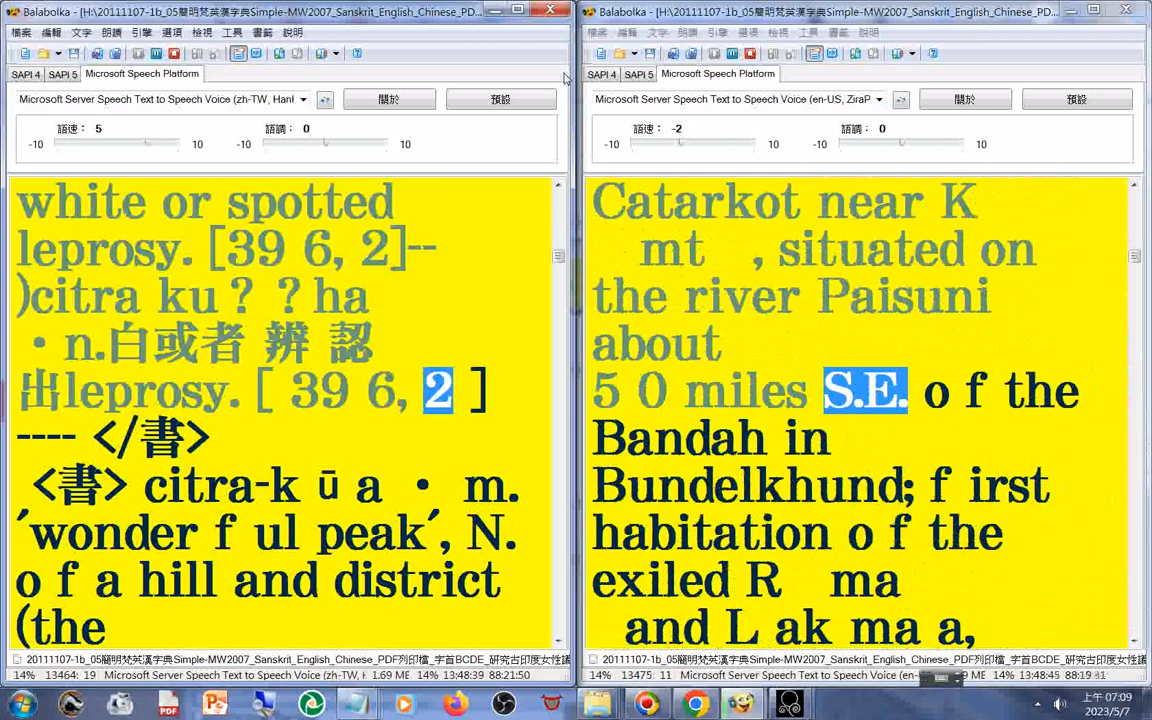 Balabolka - [H:\20111107-1b_05簡明梵英漢字典Simple-MW2007_Sanskrit_English_Chinese_PD...
檔案 編輯 文字 朗讀 引擎 選項 檢視 工具 書籤 說明
SAPI 4 SAPI 5 Microsoft Speech Platform
Microsoft Server Speech Text to Speech Voice (zh-TW, Hanl
關於
預設
語速： 5
語調： 0
-10 10 -10 10
white or spotted
leprosy. [39 6, 2]--
)citra ku？？ha
・n.白或者 辨 認
出leprosy. [ 39 6, 2 ]
---- </書>
<書> citra-k ū a ・ m.
'wonder f ul peak', N.
o f a hill and district
(the
20111107-1b_05簡明梵英漢字典Simple-MW2007_Sanskrit_English_Chinese_PDF列印檔_字首BCDE_研究古印度女性議
14% 13464: 19 Microsoft Server Speech Text to Speech Voice (zh-TW, 1.69 ME 14% 13:48:39 88:21:50
Balabolka - [H:\20111107-1b_05簡明梵英漢字典Simple-MW2007_Sanskrit_English_Chinese_PD...
檔案 編輯 文字 朗讀 引擎 選項 檢視 工具 書籤 說明
SAPI 4 SAPI 5 Microsoft Speech Platform
Microsoft Server Speech Text to Speech Voice (en-US, ZiraP
關於
預設
語速： -2
語調： 0
-10 10 -10 10
Catarkot near K
mt , situated on
the river Paisuni
about
5 0 miles S.E. o f the
Bandah in
Bundelkhund; f irst
habitation o f the
exiled R ma
and L ak ma a,
20111107-1b_05簡明梵英漢字典Simple-MW2007_Sanskrit_English_Chinese_PDF列印檔_字首BCDE_研究古印度女性議
14% 13475: 11 Microsoft Server Speech Text to Speech Voice (en- 9 ME 14% 13:48:45
上午 07:09
2023/5/7